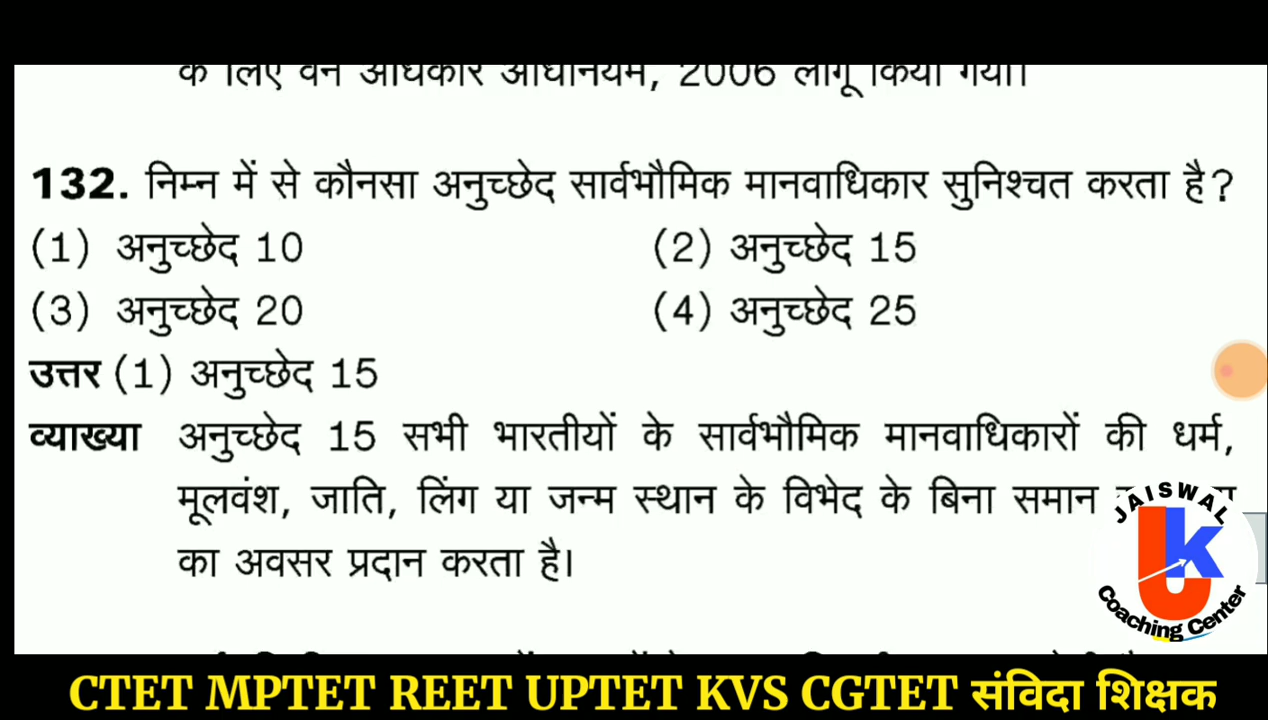 के लिए वन अधिकार अधिनियम, 2006 लागू किया गया।
132. निम्न में से कौनसा अनुच्छेद सार्वभौमिक मानवाधिकार सुनिश्चत करता है?
(1) अनुच्छेद 10 (2) अनुच्छेद 15
(3) अनुच्छेद 20 (4) अनुच्छेद 25
उत्तर (1) अनुच्छेद 15
व्याख्या अनुच्छेद 15 सभी भारतीयों के सार्वभौमिक मानवाधिकारों की धर्म,
मूलवंश, जाति, लिंग या जन्म स्थान के विभेद के बिना समान
का अवसर प्रदान करता है।
JAISWAL
JK
Coaching Center
CTET MPTET REET UPTET KVS CGTET संविदा शिक्षक